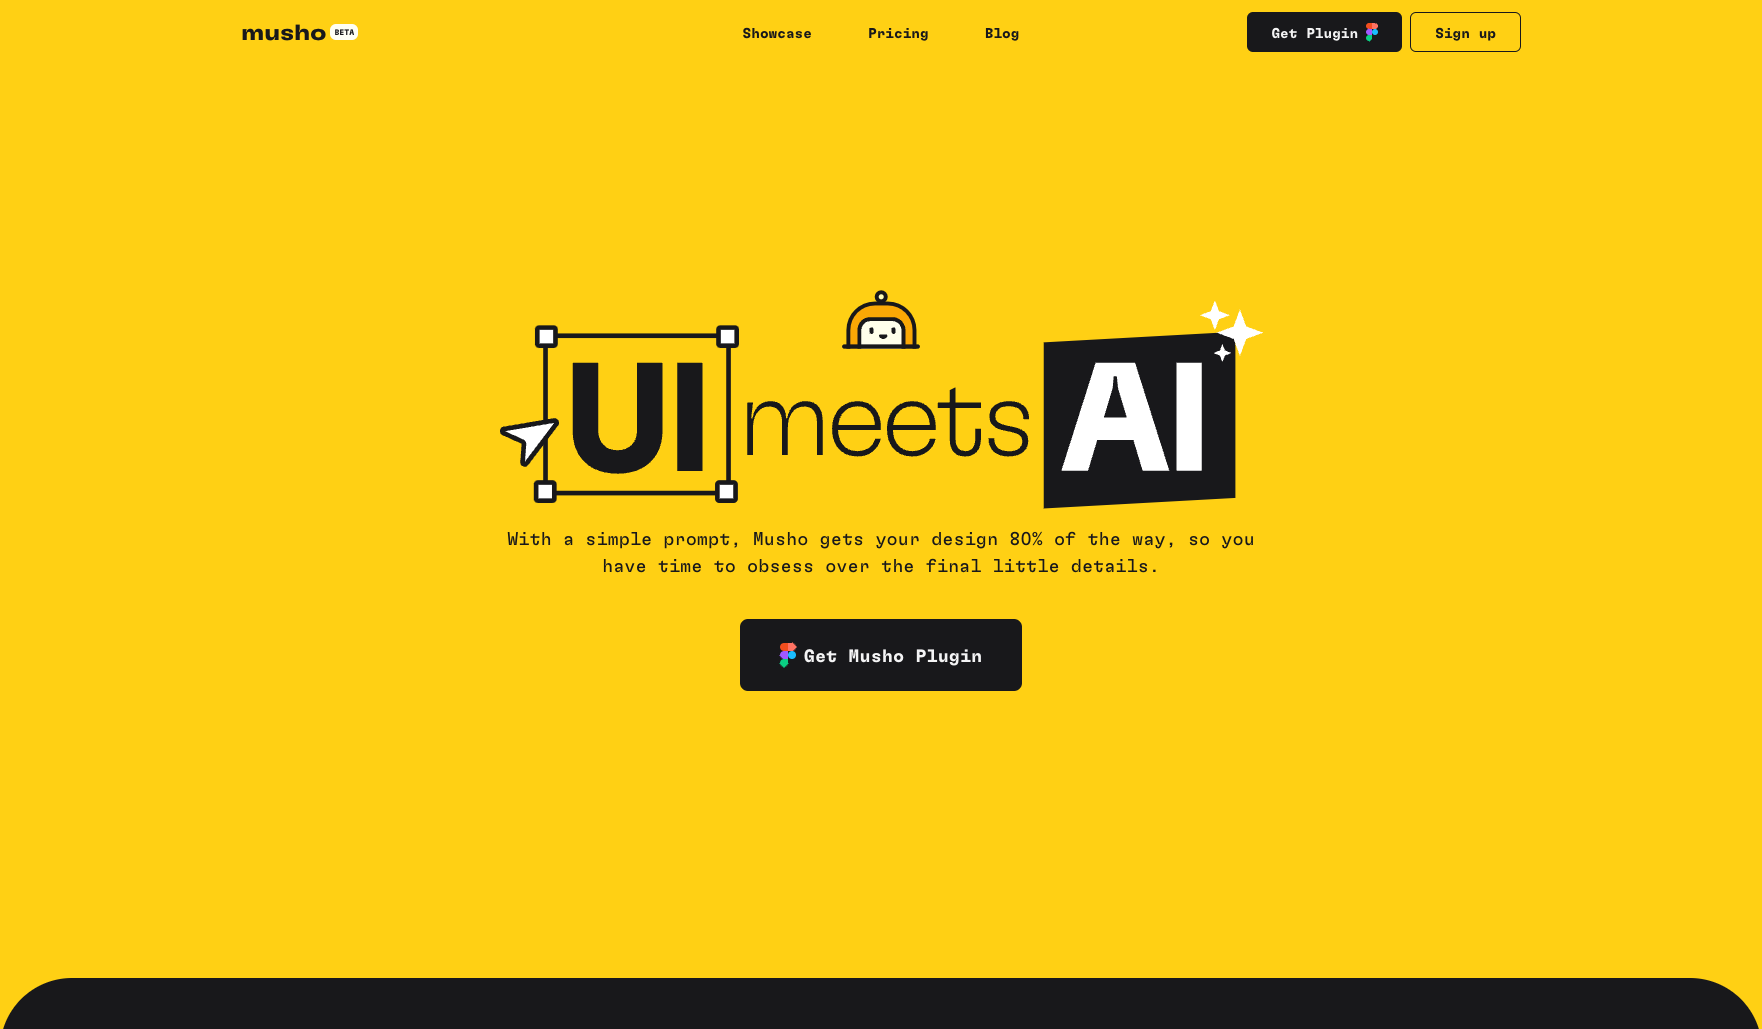 musho BETA
Showcase Pricing Blog
Get Plugin Sign up
UI meets AI
With a simple prompt, Musho gets your design 80% of the way, so you
have time to obsess over the final little details.
Get Musho Plugin